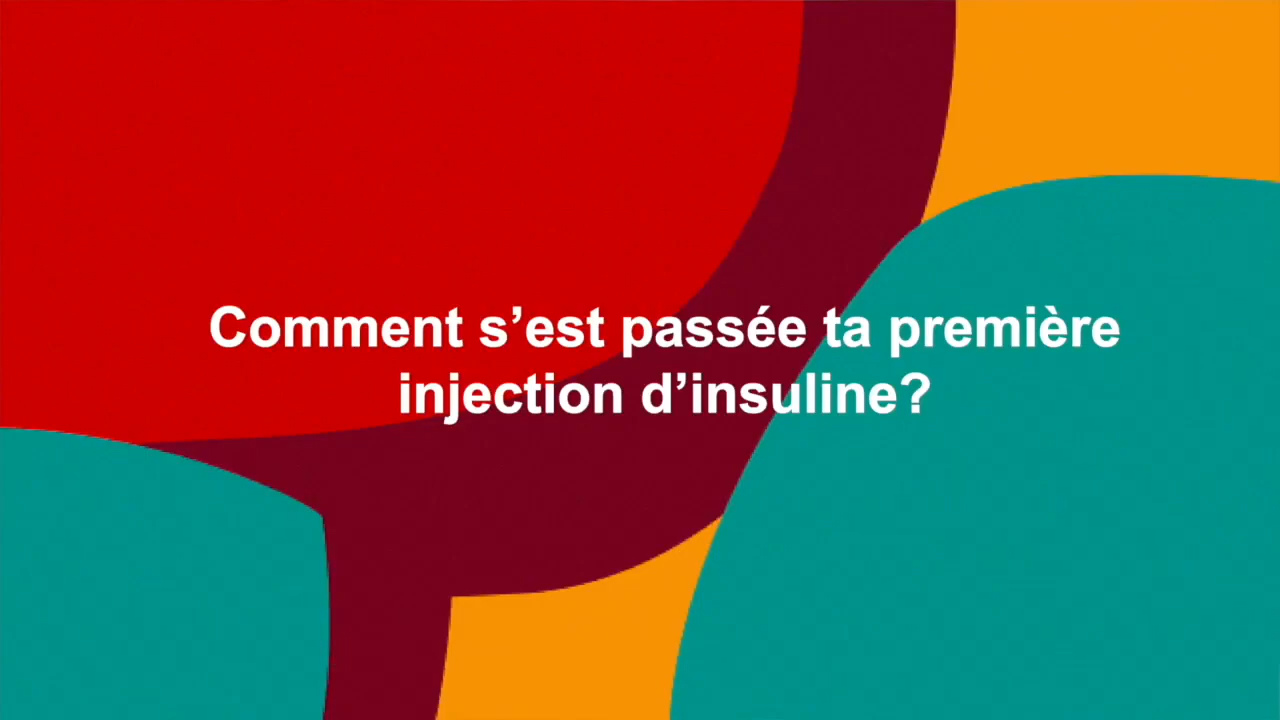 Comment s’est passée ta première
injection d’insuline?